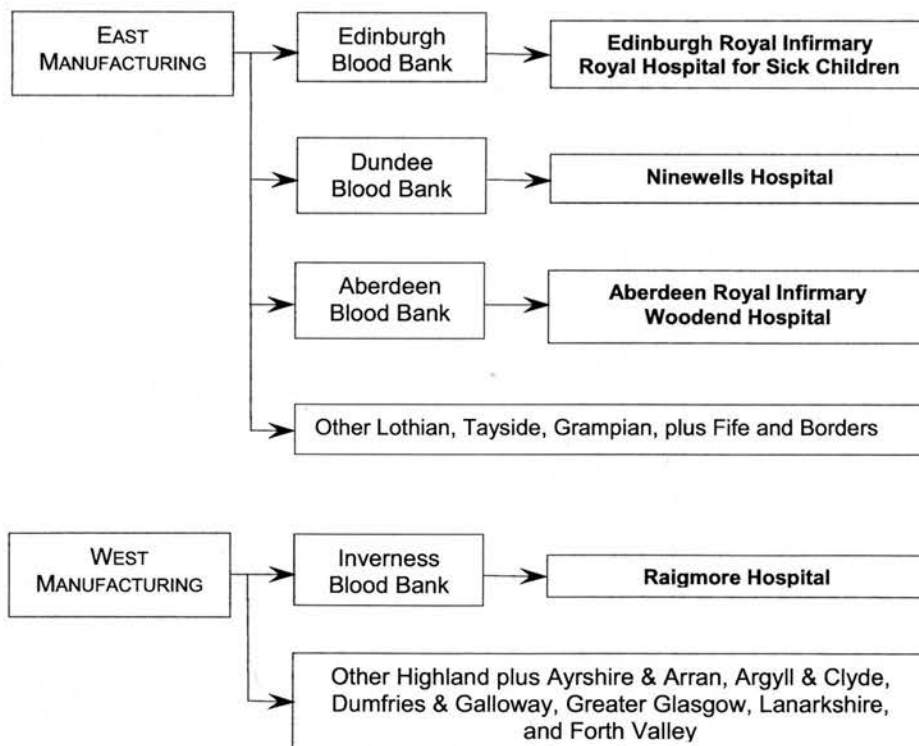 EAST
MANUFACTURING
Edinburgh
Blood Bank
Edinburgh Royal Infirmary
Royal Hospital for Sick Children
Dundee
Blood Bank
Ninewells Hospital
Aberdeen
Blood Bank
Aberdeen Royal Infirmary
Woodend Hospital
Other Lothian, Tayside, Grampian, plus Fife and Borders
WEST
MANUFACTURING
Inverness
Blood Bank
Raigmore Hospital
Other Highland plus Ayrshire & Arran, Argyll & Clyde,
Dumfries & Galloway, Greater Glasgow, Lanarkshire,
and Forth Valley